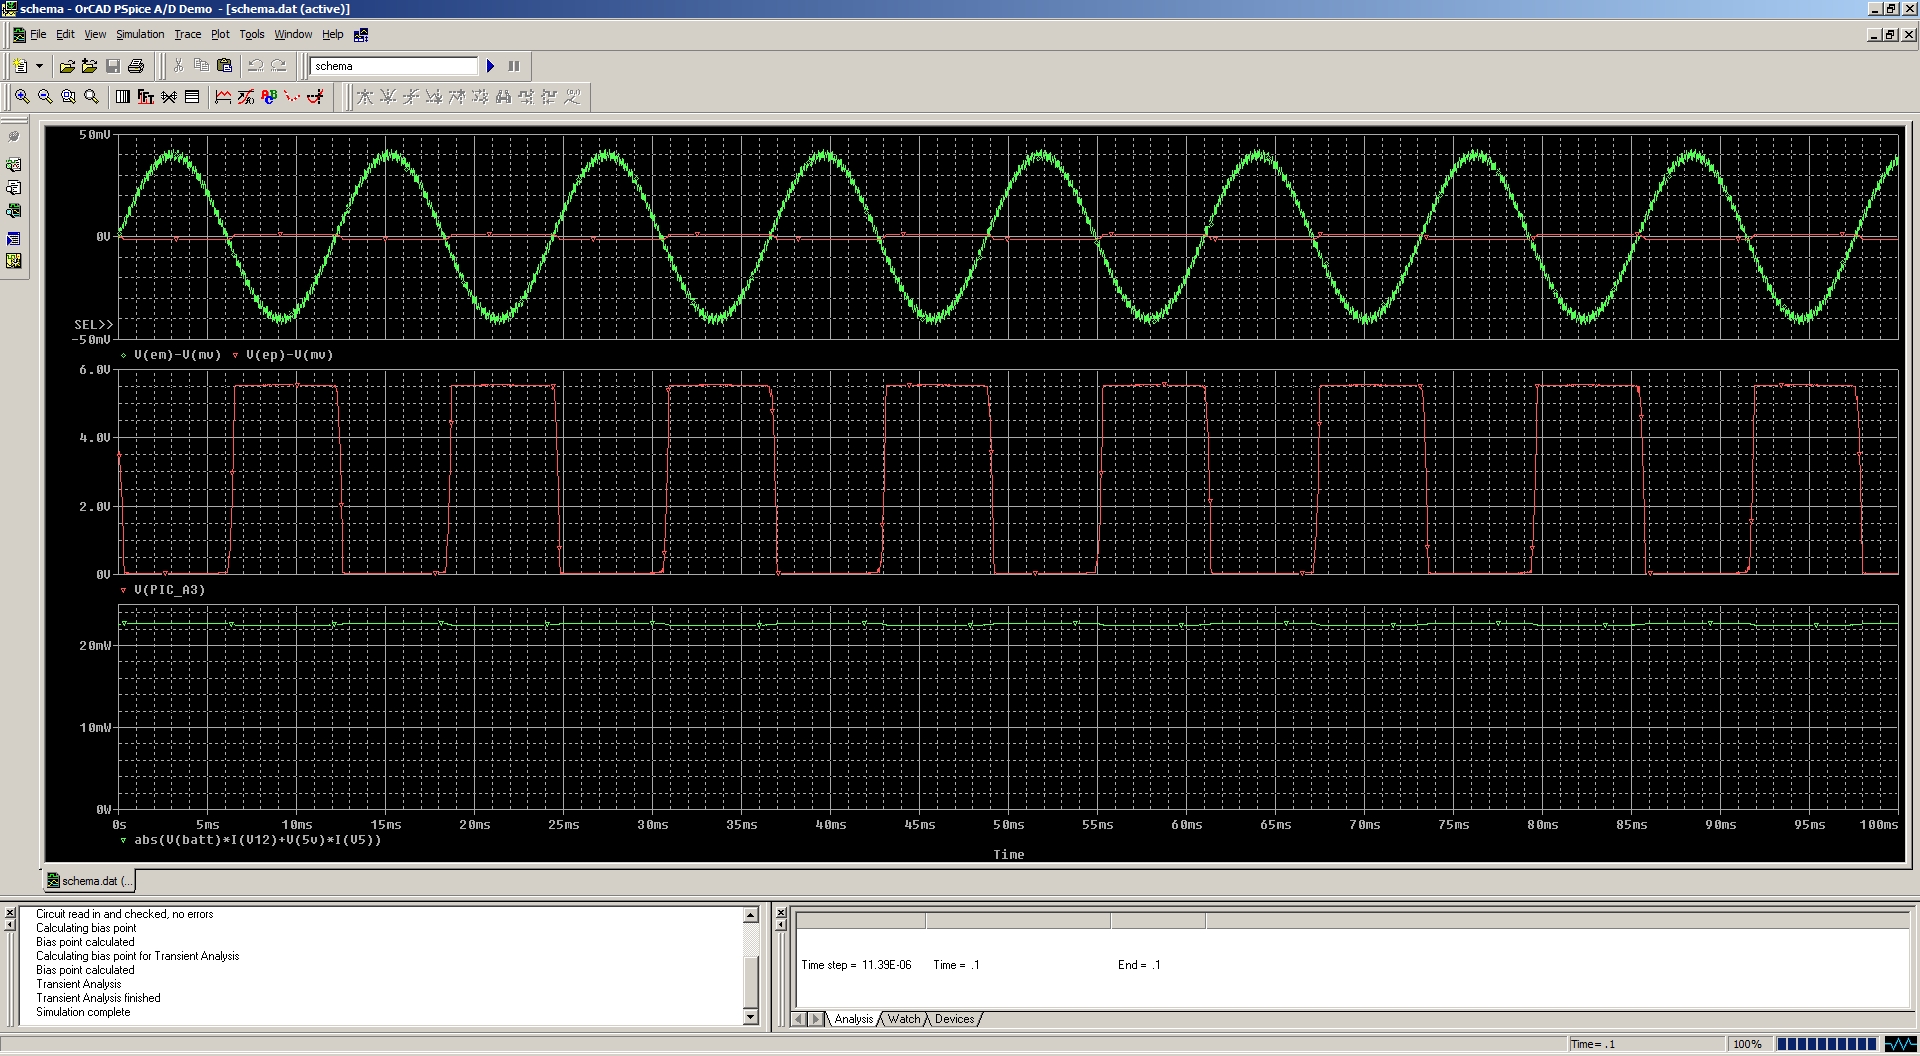 schema - OrCAD PSpice A/D Demo - [schema.dat (active)]
File Edit View Simulation Trace Plot Tools Window Help
schema
50mV
0V
SEL>>
-50mV
V(em)-V(mv) V(ep)-V(mv)
6.0V
4.0V
2.0V
0V
V(PIC_A3)
20mW
10mW
0W
0s 5ms 10ms 15ms 20ms 25ms 30ms 35ms 40ms 45ms 50ms 55ms 60ms 65ms 70ms 75ms 80ms 85ms 90ms 95ms 100ms
abs(V(batt)*I(V12)+V(5v)*I(V5))
Time
schema.dat (...
Circuit read in and checked, no errors
Calculating bias point
Bias point calculated
Calculating bias point for Transient Analysis
Bias point calculated
Transient Analysis
Transient Analysis finished
Simulation complete
Time step = 11.39E-06 Time = .1 End = .1
Analysis Watch Devices
Time= .1 100%